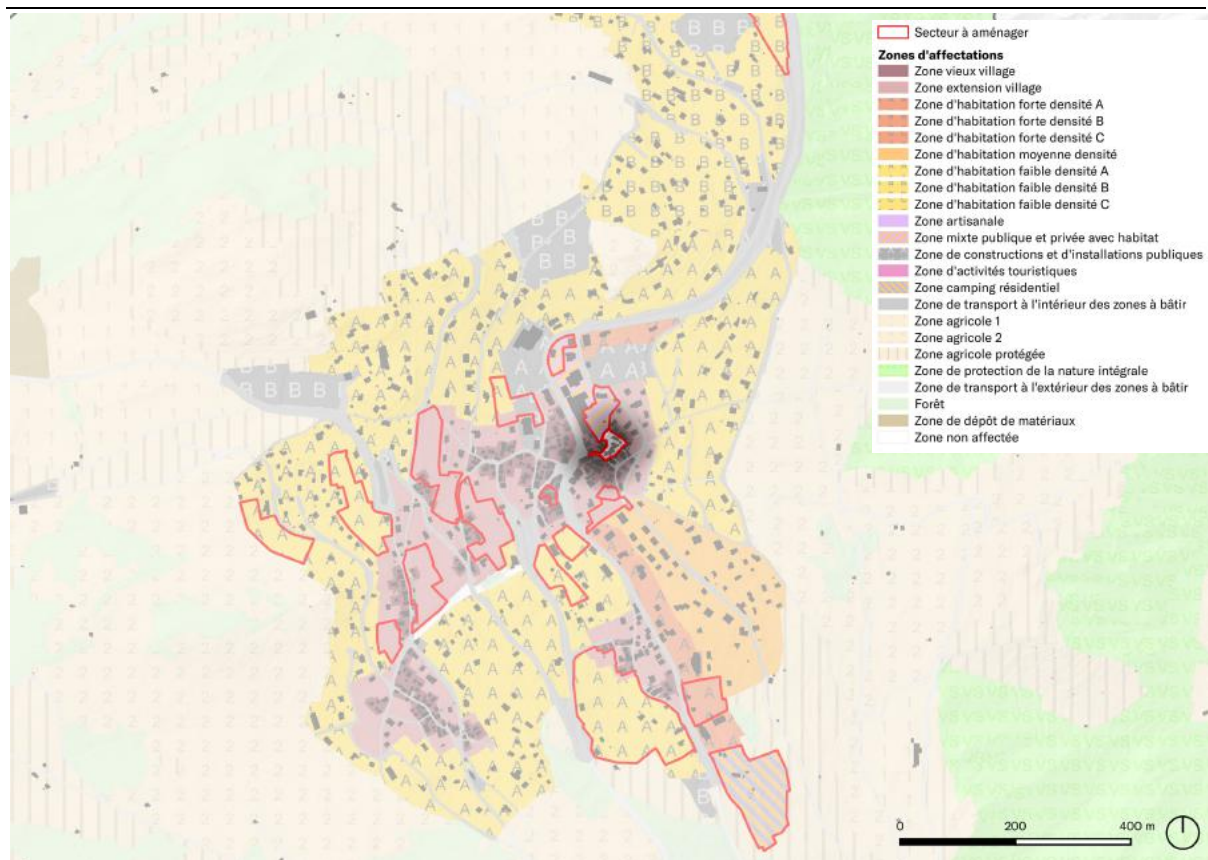 Secteur à aménager
Zones d'affectations
Zone vieux village
Zone extension village
Zone d'habitation forte densité A
Zone d'habitation forte densité B
Zone d'habitation forte densité C
Zone d'habitation moyenne densité
Zone d'habitation faible densité A
Zone d'habitation faible densité B
Zone d'habitation faible densité C
Zone artisanale
Zone mixte publique et privée avec habitat
Zone de constructions et d'installations publiques
Zone d'activités touristiques
Zone camping résidentiel
Zone de transport à l'intérieur des zones à bâtir
Zone agricole 1
Zone agricole 2
Zone agricole protégée
Zone de protection de la nature intégrale
Zone de transport à l'extérieur des zones à bâtir
Forêt
Zone de dépôt de matériaux
Zone non affectée
0 200 400 m